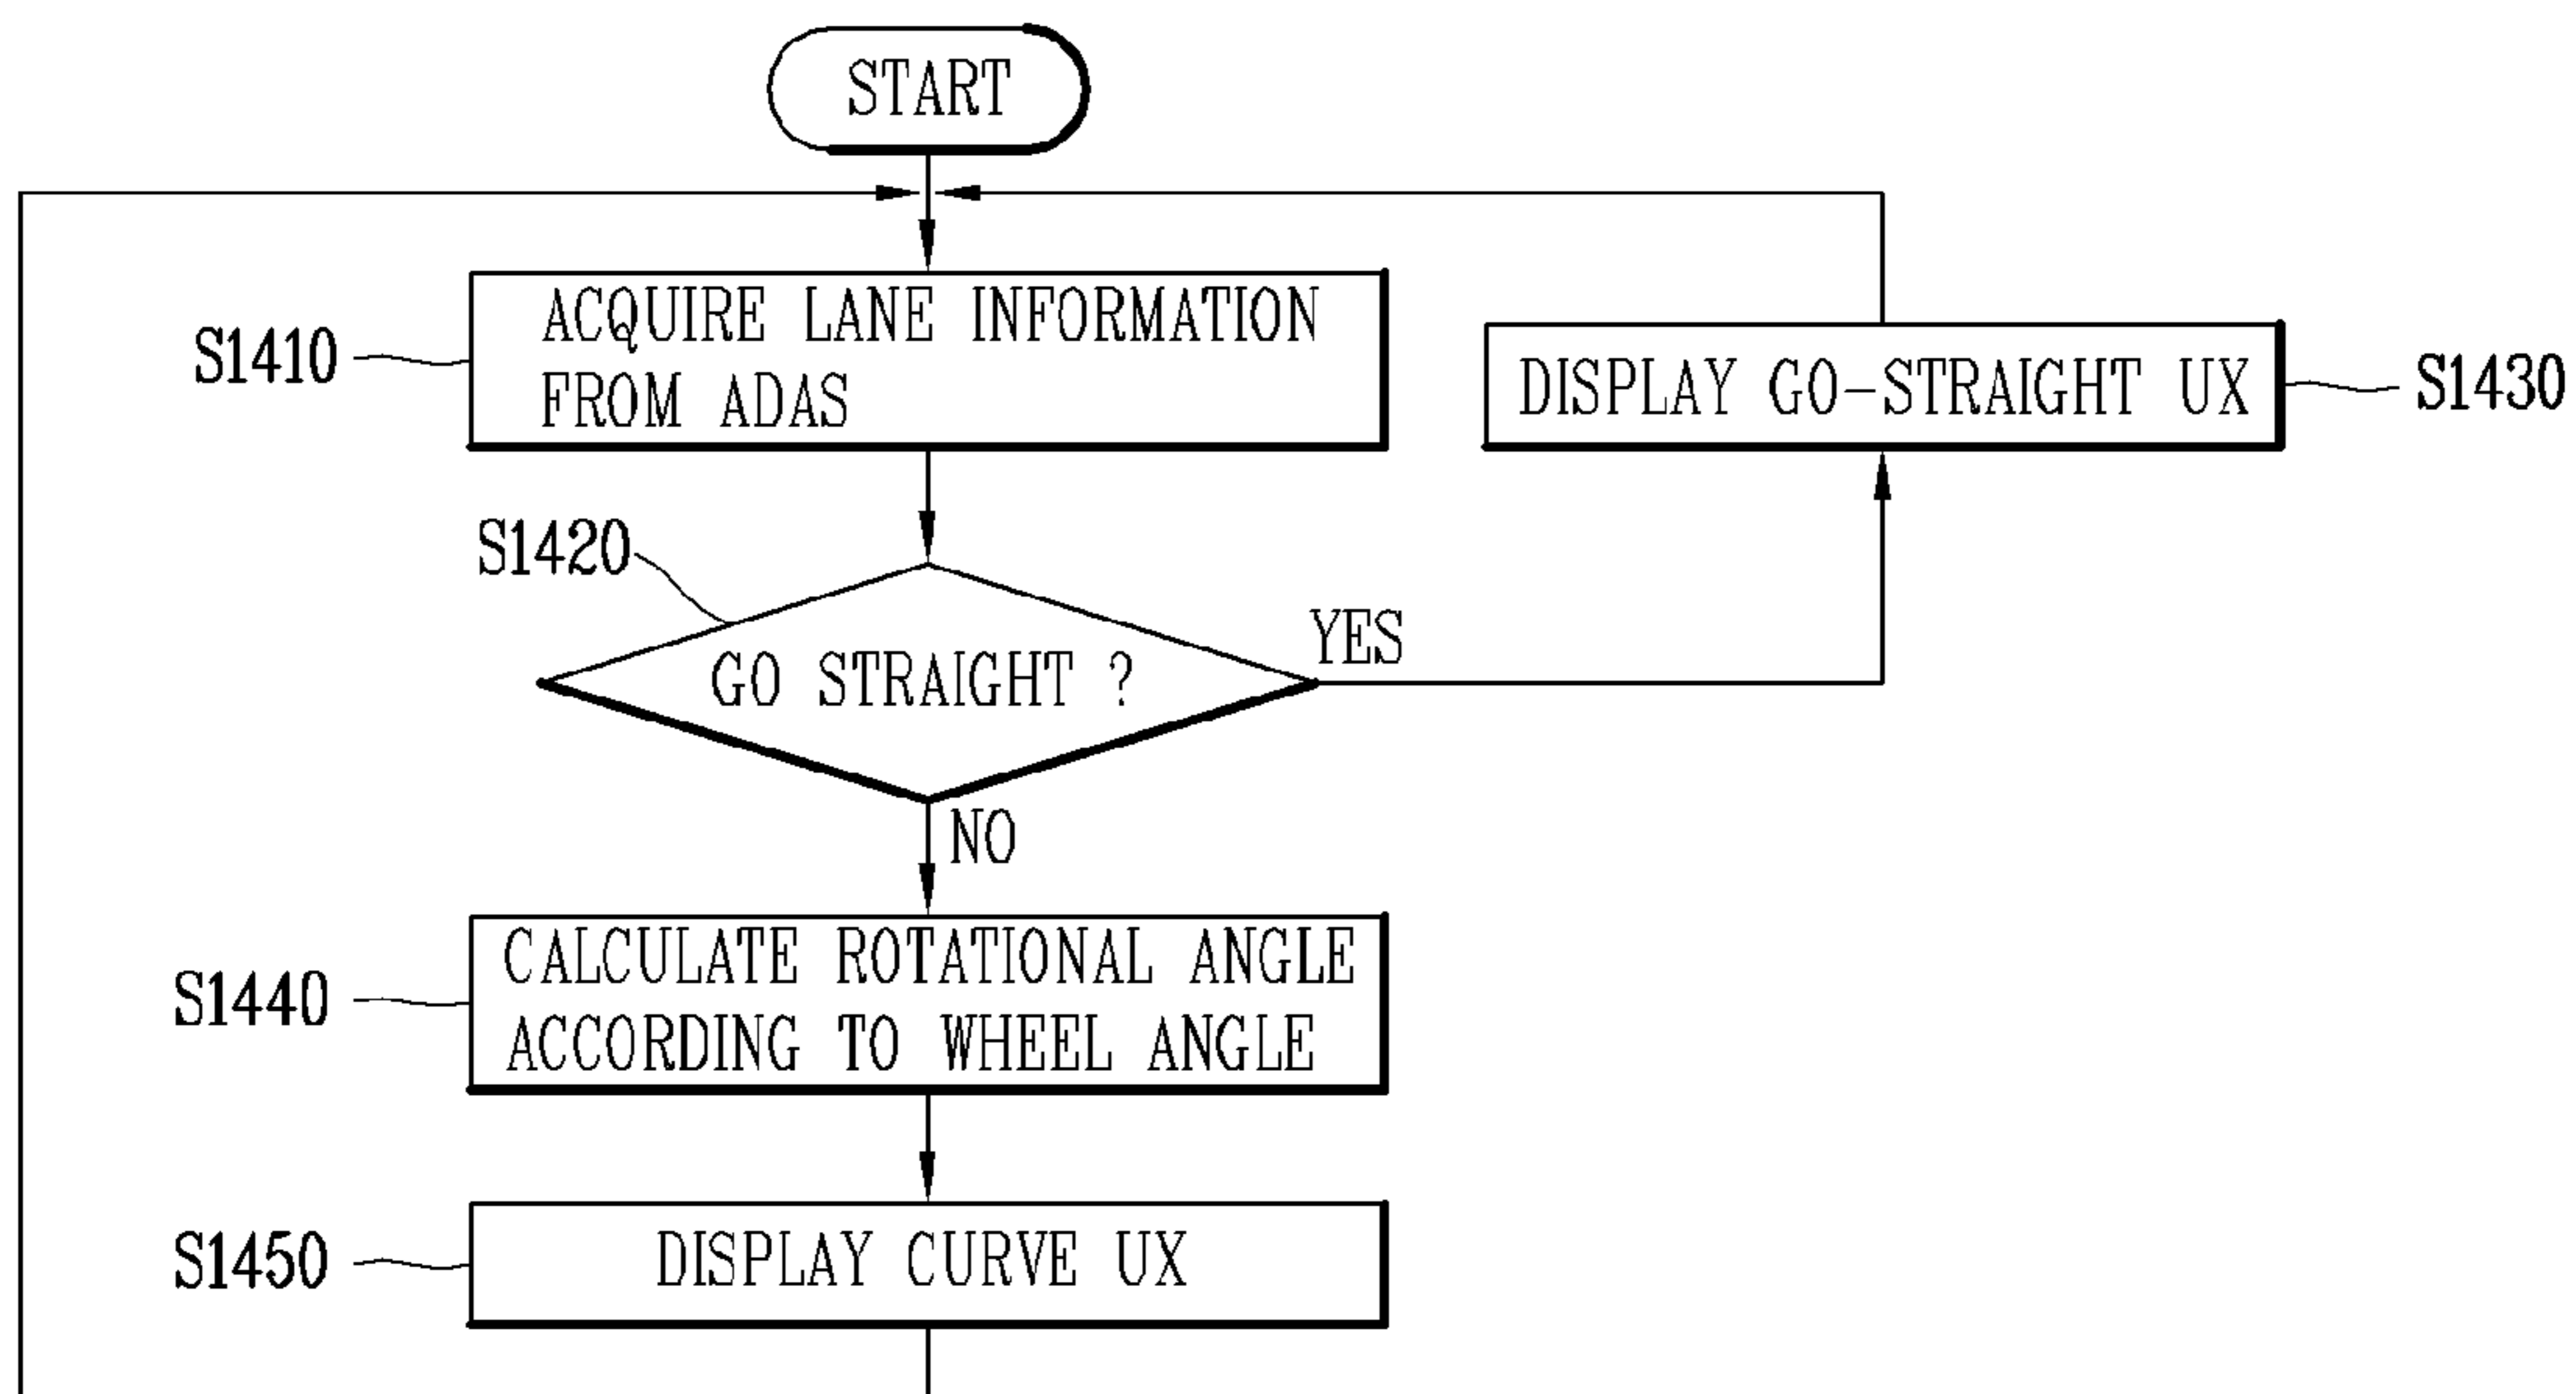 START
S1410
ACQUIRE LANE INFORMATION
FROM ADAS
DISPLAY GO-STRAIGHT UX
S1430
S1420
GO STRAIGHT ?
YES
NO
S1440
CALCULATE ROTATIONAL ANGLE
ACCORDING TO WHEEL ANGLE
S1450
DISPLAY CURVE UX